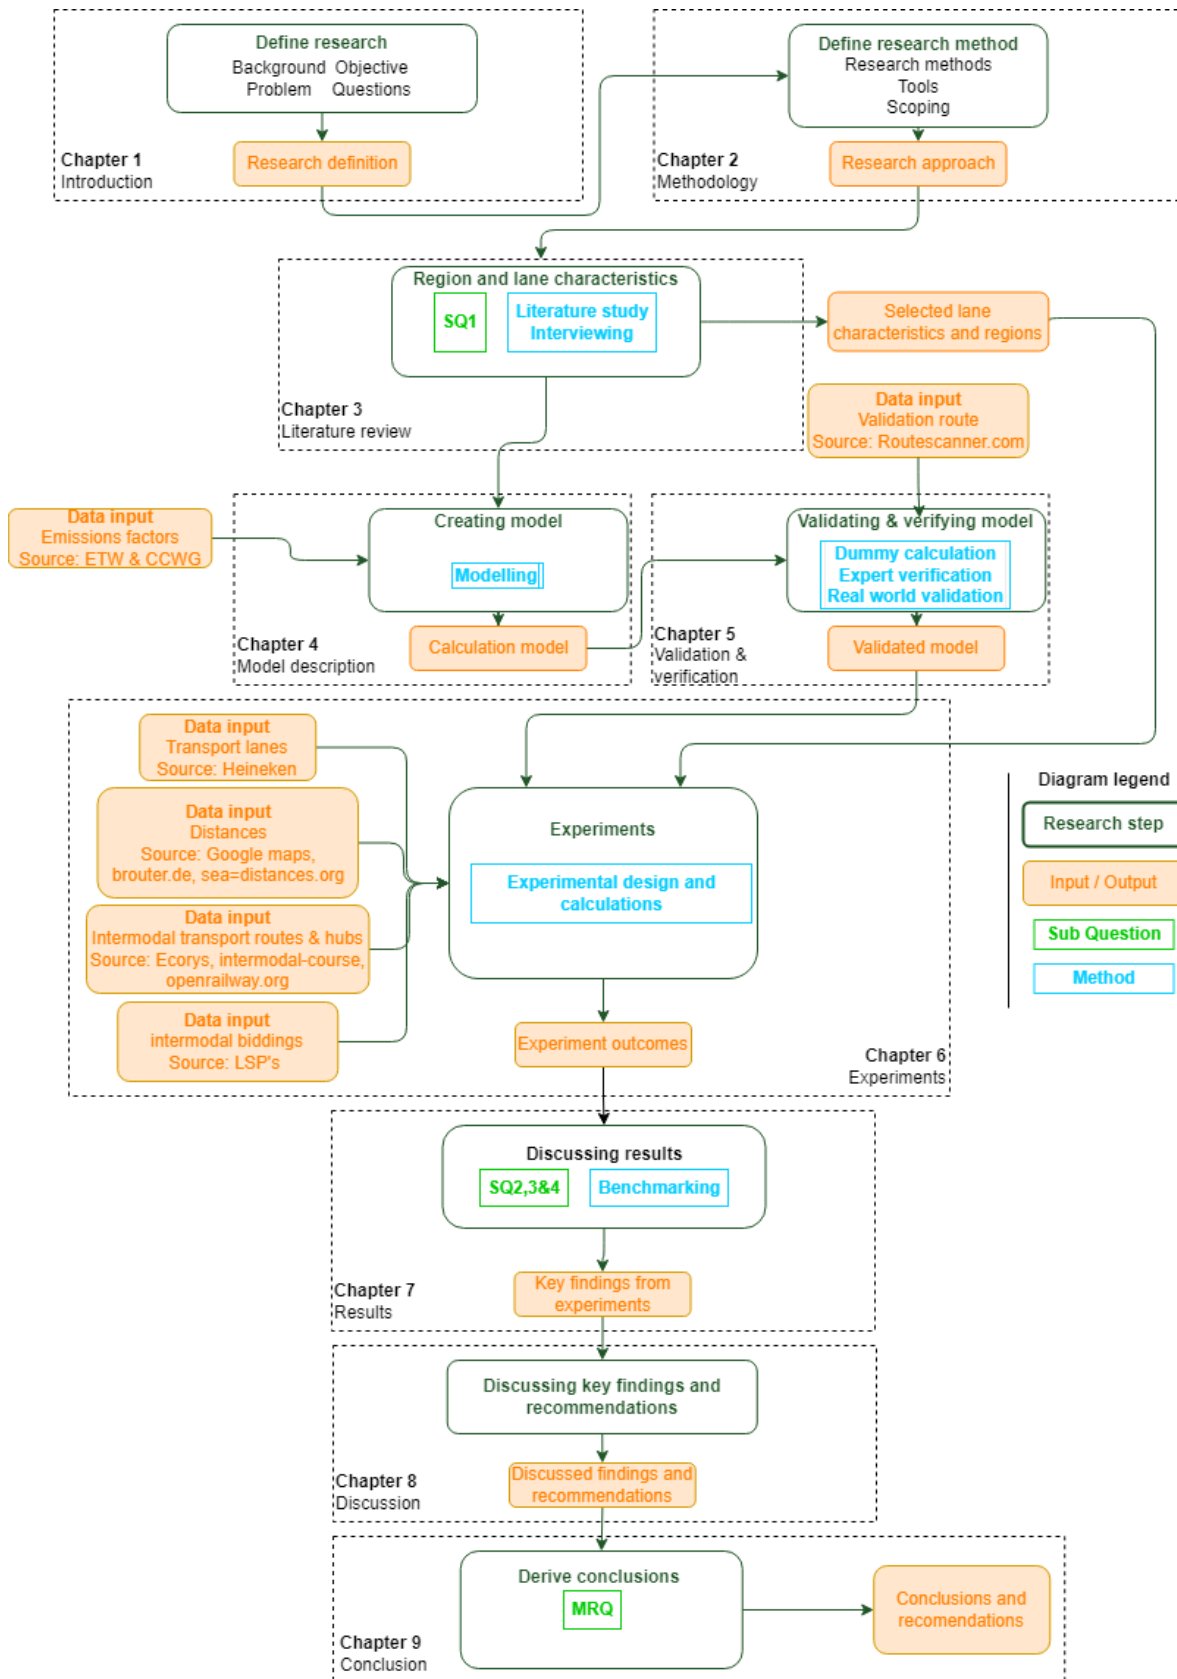 Define research
Background Objective
Problem Questions
Research definition
Chapter 1
Introduction
Define research method
Research methods
Tools
Scoping
Research approach
Chapter 2
Methodology
Region and lane characteristics
SQ1
Literature study
Interviewing
Chapter 3
Literature review
Selected lane
characteristics and regions
Data input
Validation route
Source: Routescanner.com
Data input
Emissions factors
Source: ETW & CCWG
Creating model
Modelling
Calculation model
Chapter 4
Model description
Validating & verifying model
Dummy calculation
Expert verification
Real world validation
Validated model
Chapter 5
Validation &
verification
Data input
Transport lanes
Source: Heineken
Data input
Distances
Source: Google maps,
brouter.de, sea=distances.org
Data input
Intermodal transport routes & hubs
Source: Ecorys, intermodal-course,
openrailway.org
Data input
intermodal biddings
Source: LSP's
Experiments
Experimental design and
calculations
Experiment outcomes
Chapter 6
Experiments
Diagram legend
Research step
Input / Output
Sub Question
Method
Discussing results
SQ2,3&4
Benchmarking
Key findings from
experiments
Chapter 7
Results
Discussing key findings and
recommendations
Discussed findings and
recommendations
Chapter 8
Discussion
Derive conclusions
MRQ
Conclusions and
recomendations
Chapter 9
Conclusion